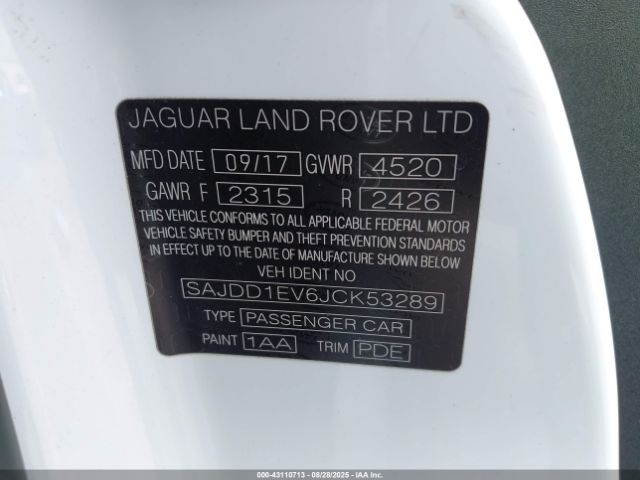 JAGUAR LAND ROVER LTD
MFD DATE 09/17 GVWR 4520
GAWR F 2315 R 2426
THIS VEHICLE CONFORMS TO ALL APPLICABLE FEDERAL MOTOR
VEHICLE SAFETY BUMPER AND THEFT PREVENTION STANDARDS
IN EFFECT UP TO THE DATE OF MANUFACTURE SHOWN BELOW
VEH IDENT NO
SAJDD1EV6JCK53289
TYPE PASSENGER CAR
PAINT 1AA TRIM PDE
000-43110713 - 08/28/2025 - IAA Inc.